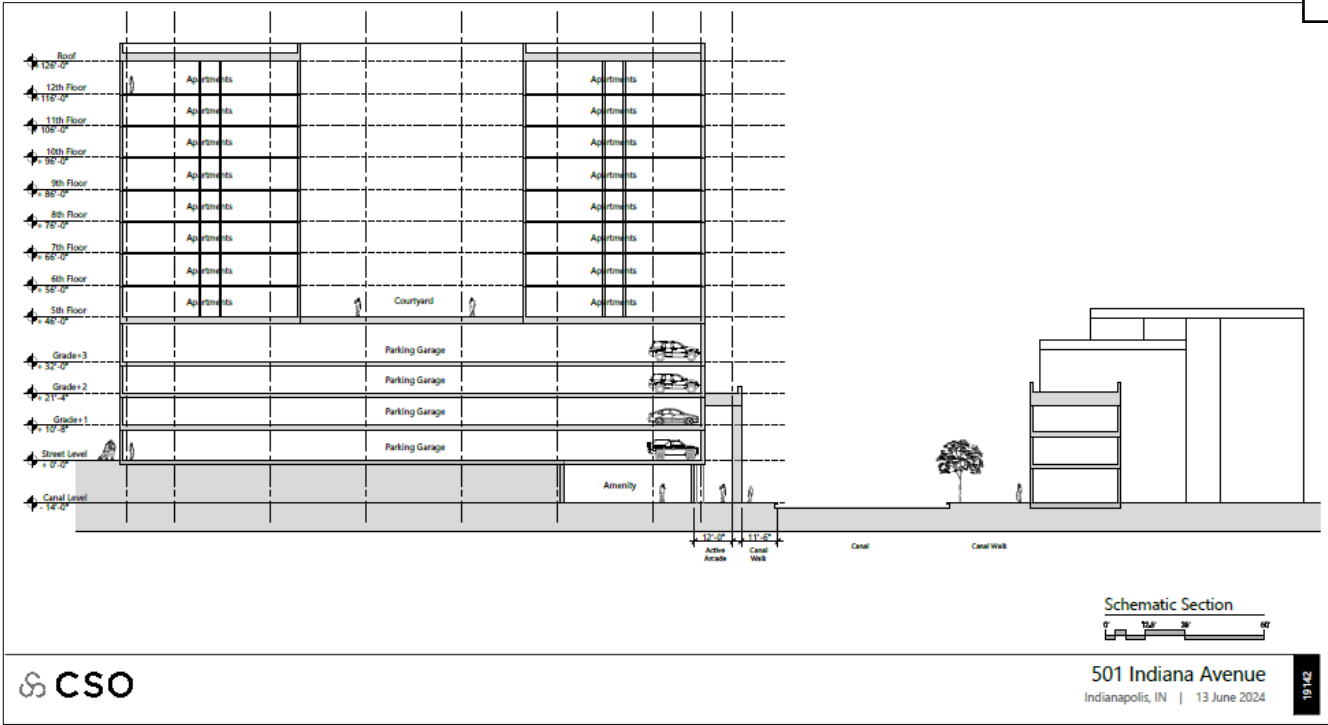 Roof
+ 126'-0"
12th Floor
+ 116'-0"
11th Floor
+ 106'-0"
10th Floor
+ 96'-0"
9th Floor
+ 86'-0"
8th Floor
+ 76'-0"
7th Floor
+ 66'-0"
6th Floor
+ 56'-0"
5th Floor
+ 46'-0"
Grade+3
+ 32'-0"
Grade+2
+ 21'-4"
Grade+1
+ 10'-8"
Street Level
+ 0'-0"
Canal Level
- 14'-0"
Apartments
Apartments
Apartments
Apartments
Apartments
Apartments
Apartments
Apartments
Courtyard
Apartments
Apartments
Apartments
Apartments
Apartments
Apartments
Apartments
Apartments
Parking Garage
Parking Garage
Parking Garage
Parking Garage
Amenity
12'-0"
11'-6"
Active
Arcade
Canal
Walk
Canal
Canal Walk
Schematic Section
0'
CSO
501 Indiana Avenue
Indianapolis, IN | 13 June 2024
19142